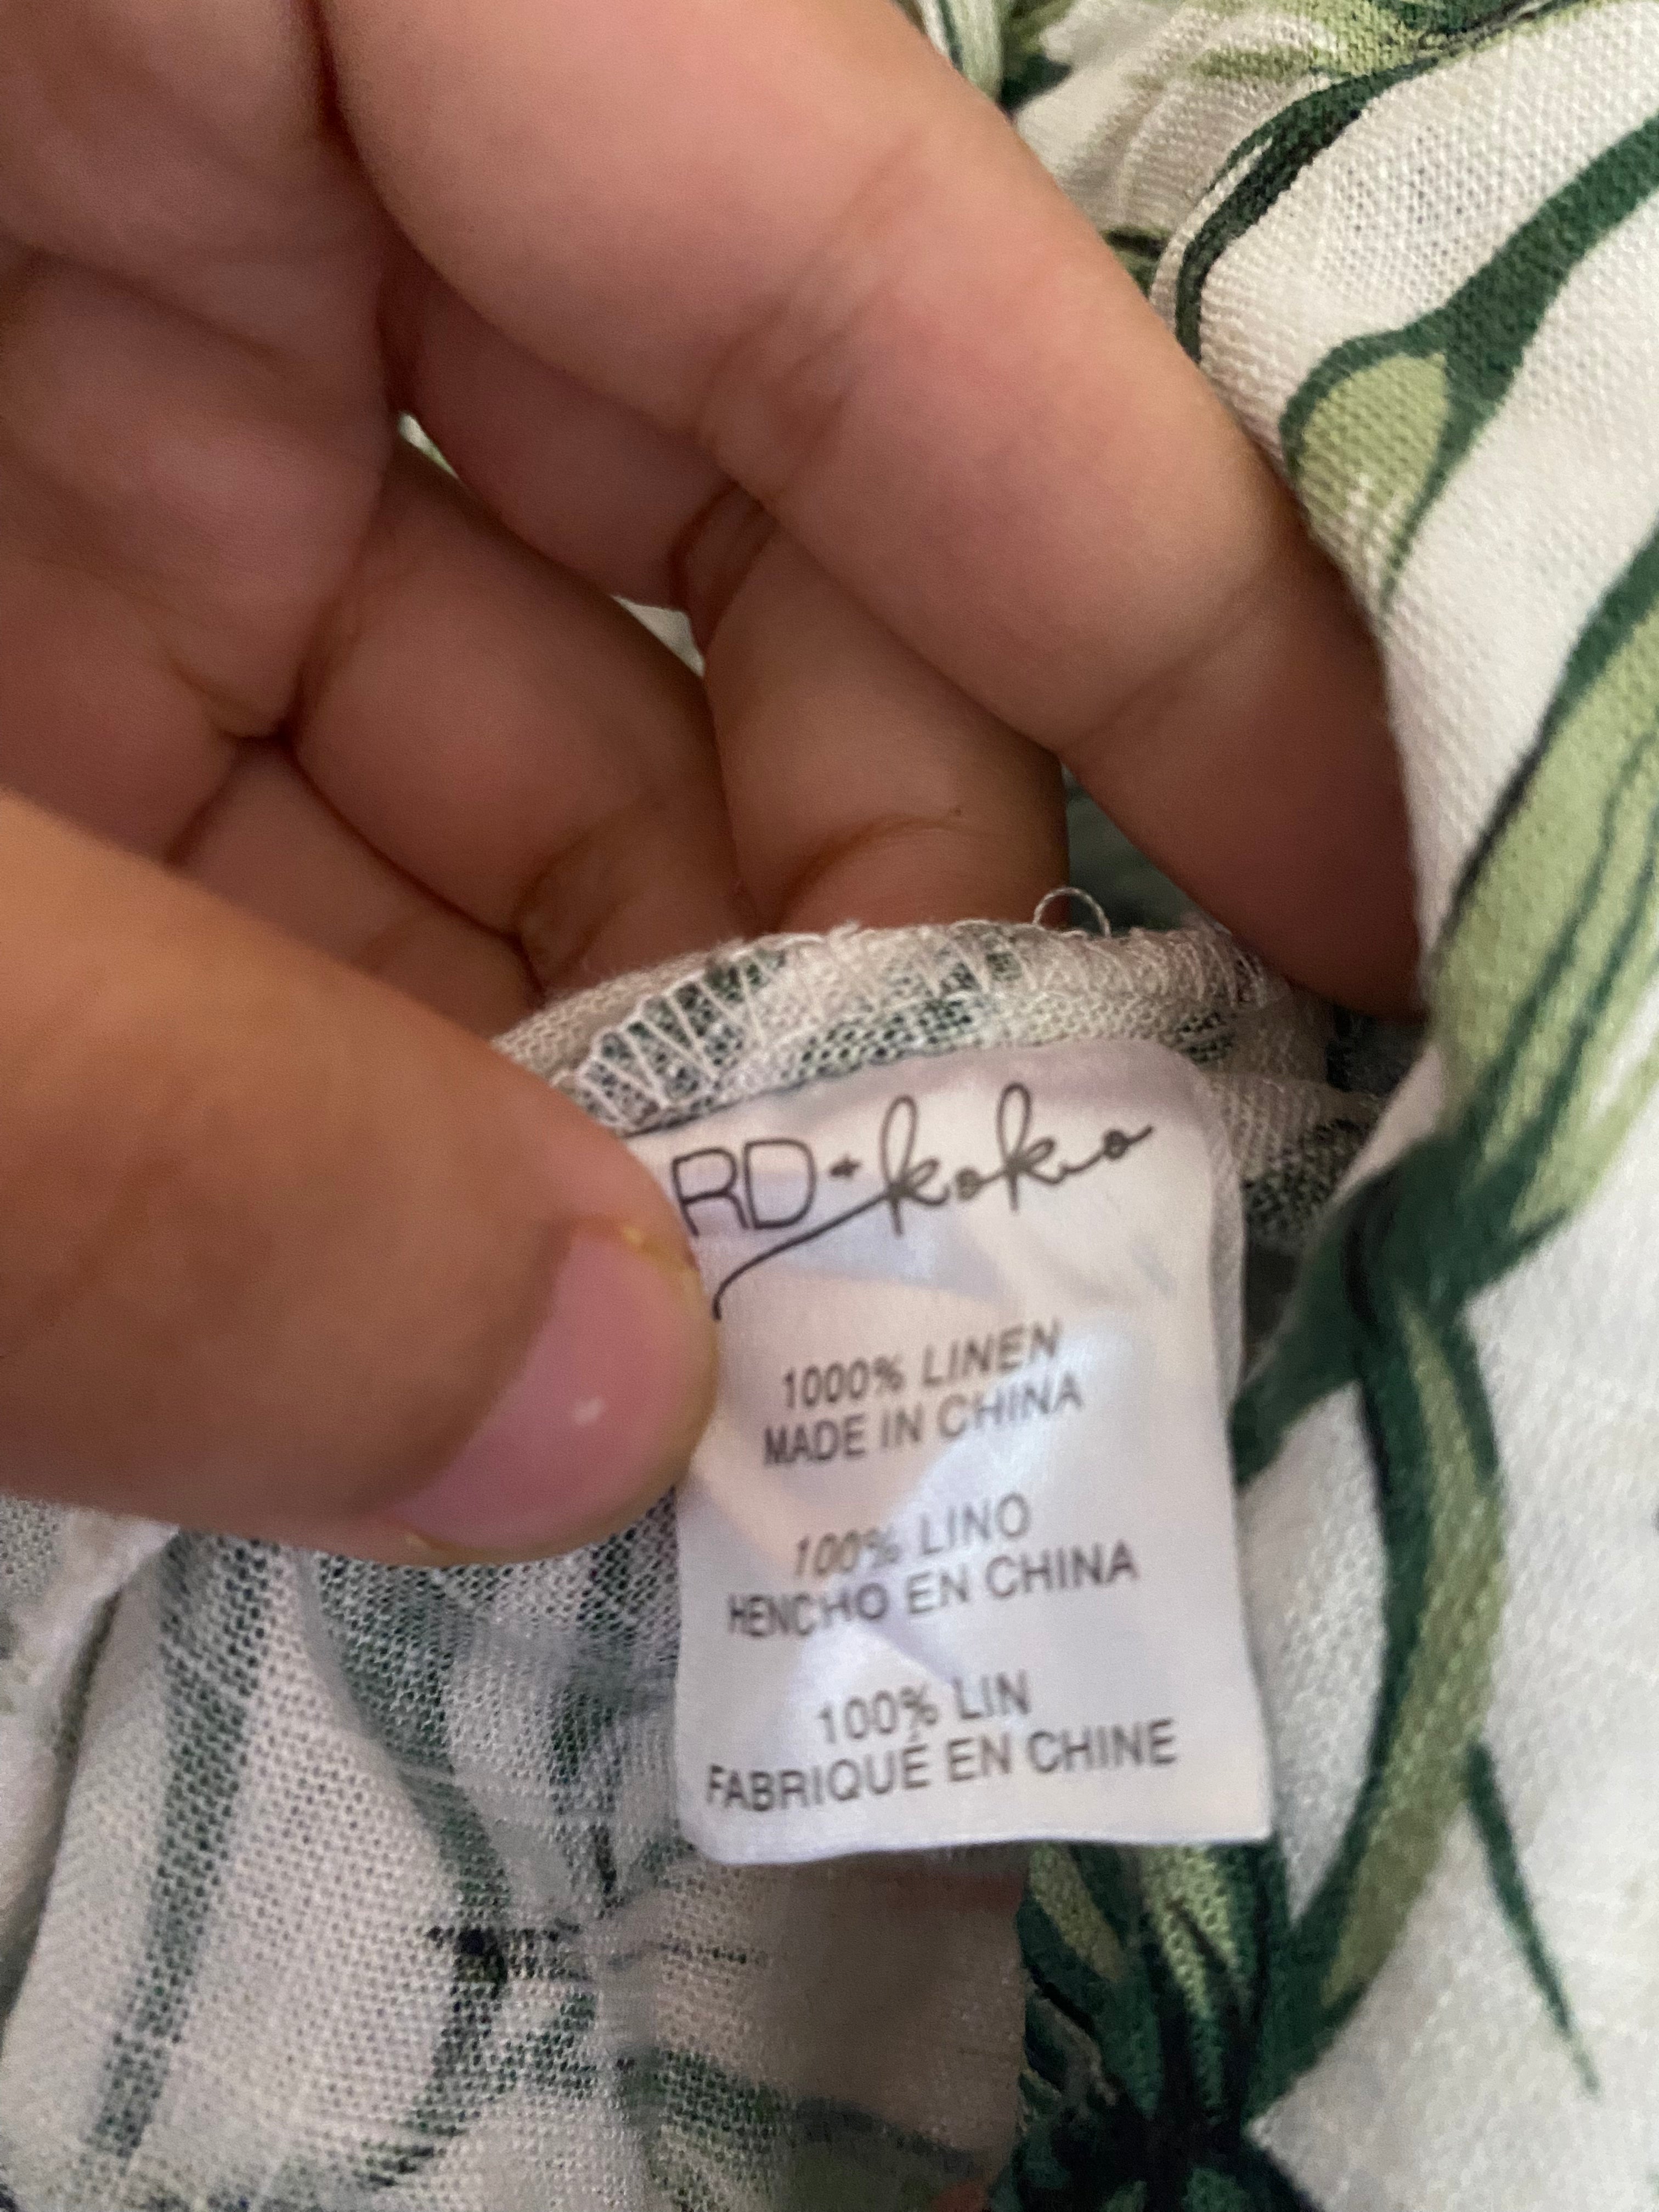 RD+koko
1000% LINEN
MADE IN CHINA
100% LINO
HENCHO EN CHINA
100% LIN
FABRIQUÉ EN CHINE